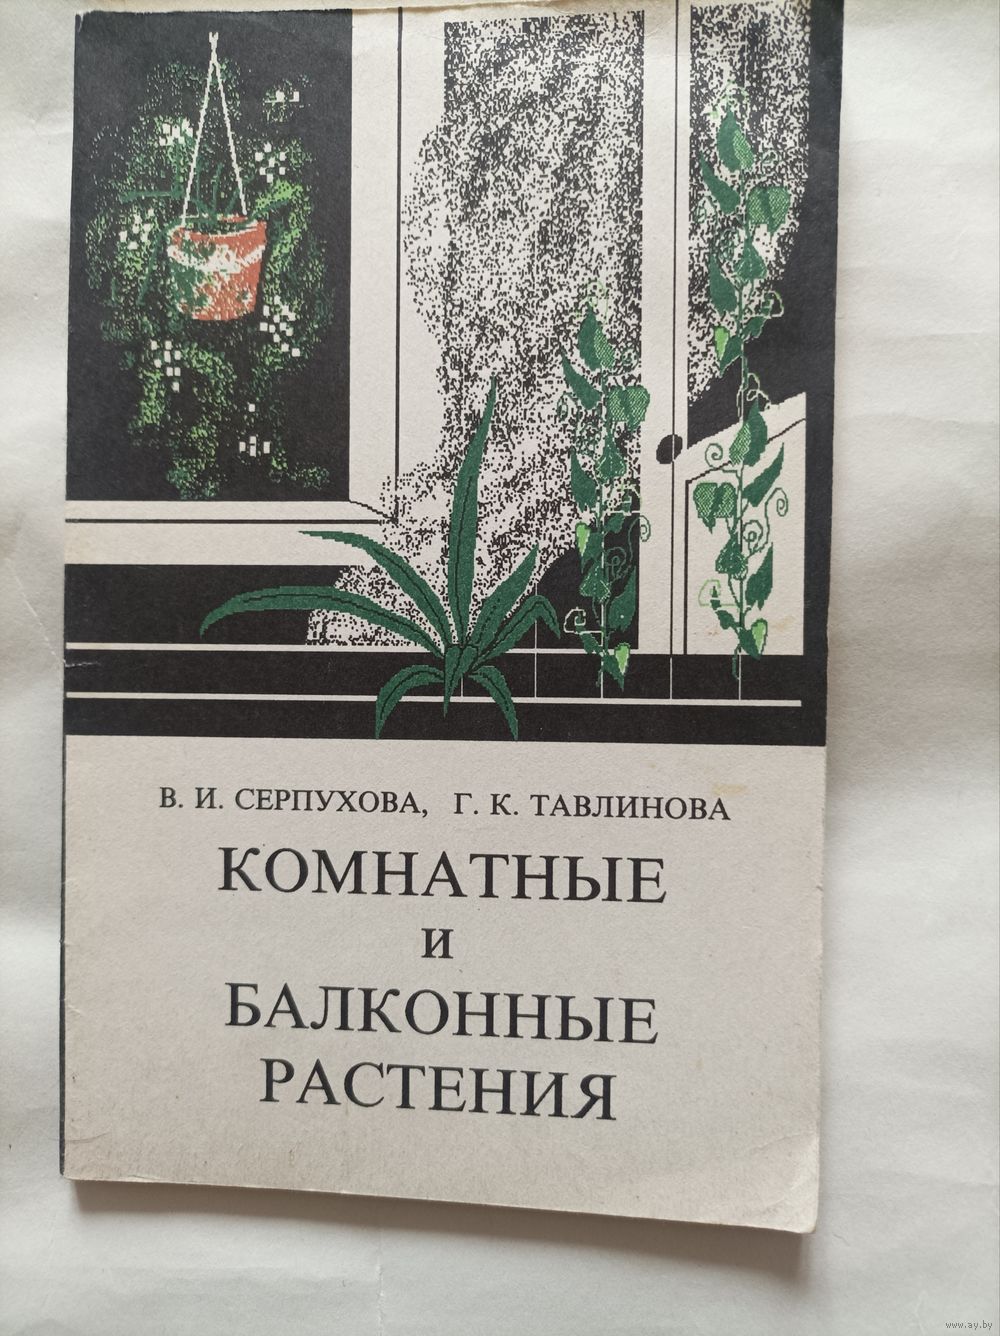 В. И. СЕРПУХОВА, Г. К. ТАВЛИНОВА
КОМНАТНЫЕ
И
БАЛКОННЫЕ
РАСТЕНИЯ
www.ay.by